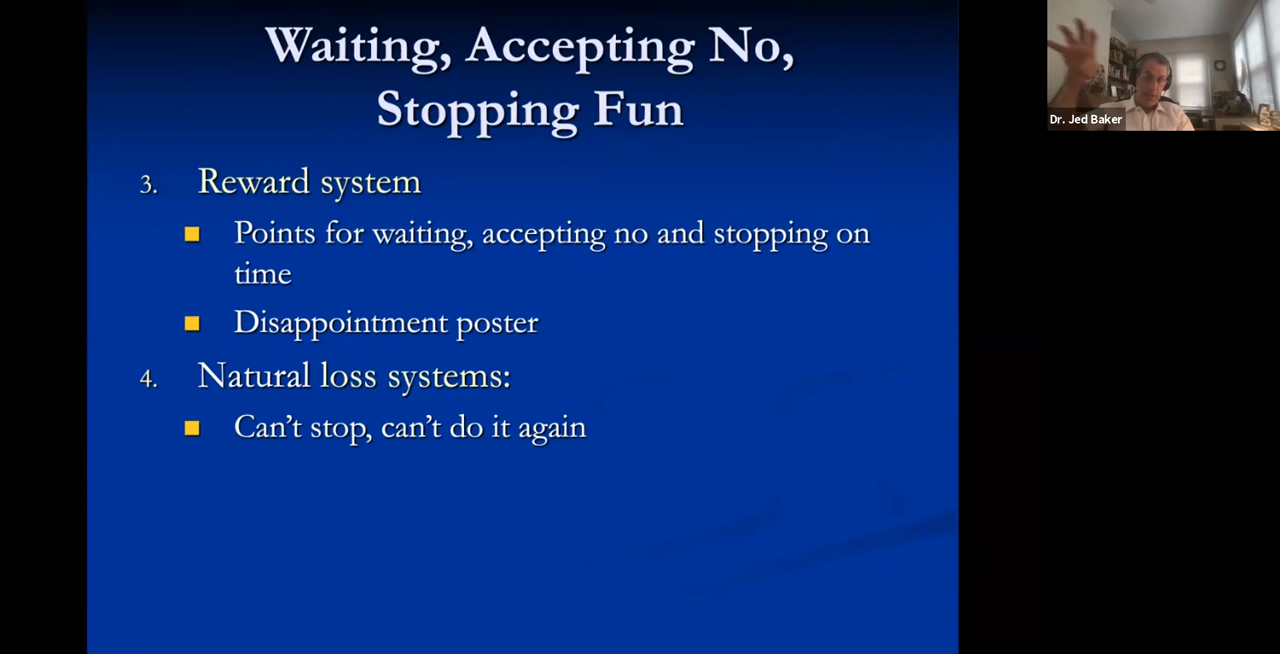 Waiting, Accepting No,
Stopping Fun
3. Reward system
Points for waiting, accepting no and stopping on
time
Disappointment poster
4. Natural loss systems:
Can’t stop, can’t do it again
Dr. Jed Baker